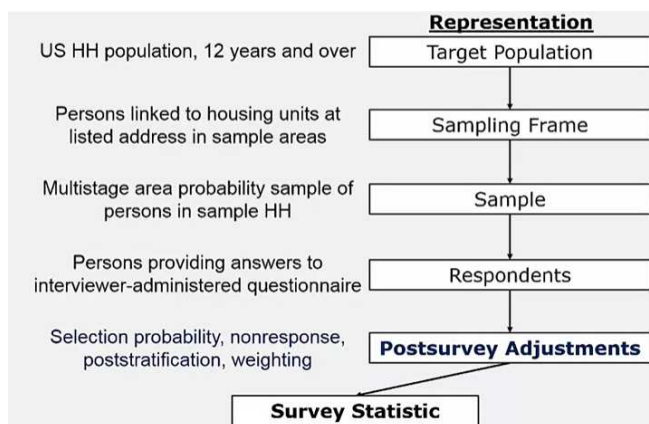 Representation
US HH population, 12 years and over
Target Population
Persons linked to housing units at
listed address in sample areas
Sampling Frame
Multistage area probability sample of
persons in sample HH
Sample
Persons providing answers to
interviewer-administered questionnaire
Respondents
Selection probability, nonresponse,
poststratification, weighting
Postsurvey Adjustments
Survey Statistic